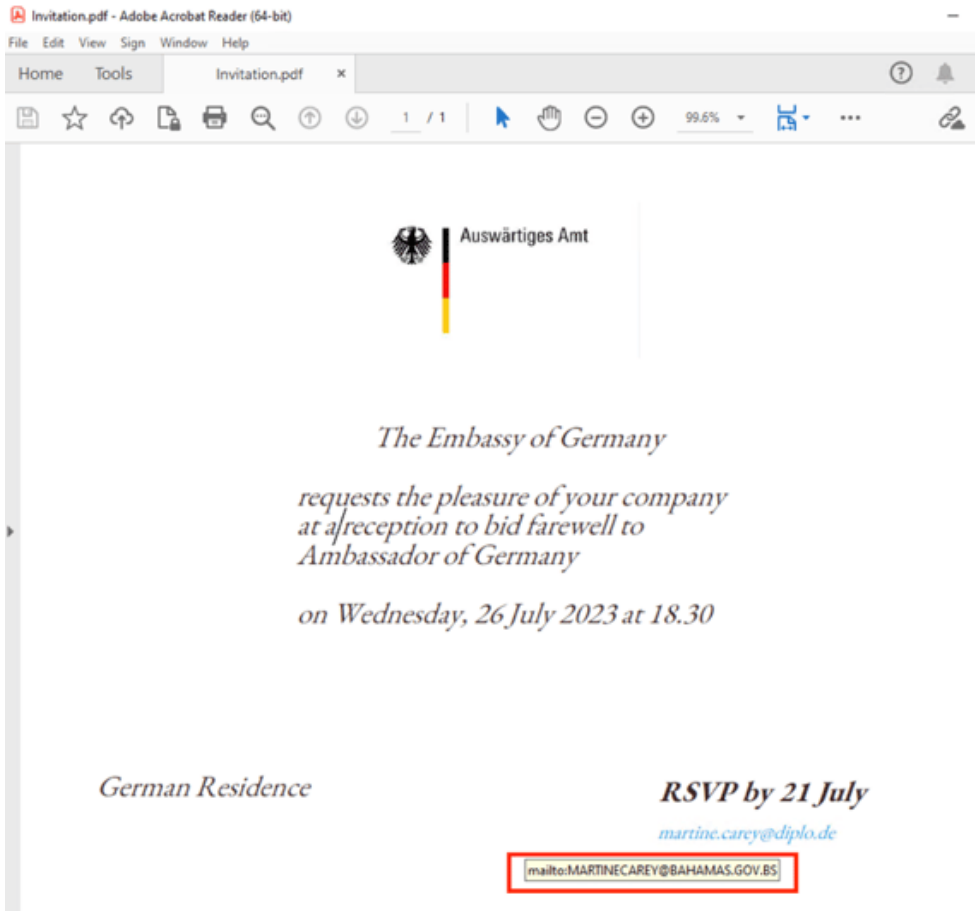 Invitation.pdf - Adobe Acrobat Reader (64-bit)
File Edit View Sign Window Help
Home Tools Invitation.pdf ×
1 / 1 99.6%
Auswärtiges Amt
The Embassy of Germany
requests the pleasure of your company
at a reception to bid farewell to
Ambassador of Germany
on Wednesday, 26 July 2023 at 18.30
German Residence RSVP by 21 July
martine.carey@diplo.de
mailto:MARTINECAREY@BAHAMAS.GOV.BS